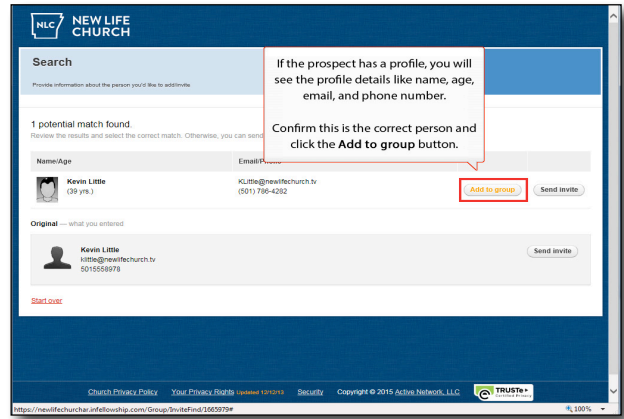 NLC NEW LIFE
CHURCH
Search
Provide information about the person you'd like to add/invite
If the prospect has a profile, you will
see the profile details like name, age,
email, and phone number.
Confirm this is the correct person and
click the Add to group button.
1 potential match found.
Review the results and select the correct match. Otherwise, you can send
Name/Age Email/Phone
Kevin Little KLittle@newlifechurch.tv
(39 yrs.) (501) 786-4282
Add to group Send invite
Original — what you entered
Kevin Little
klittle@newlifechurch.tv
5015558978
Send invite
Start over
Church Privacy Policy Your Privacy Rights Updated 12/12/13 Security Copyright © 2015 Active Network, LLC TRUSTe
Certified Privacy
https://newlifechurchar.infellowship.com/Group/InviteFind/1665979# 100%